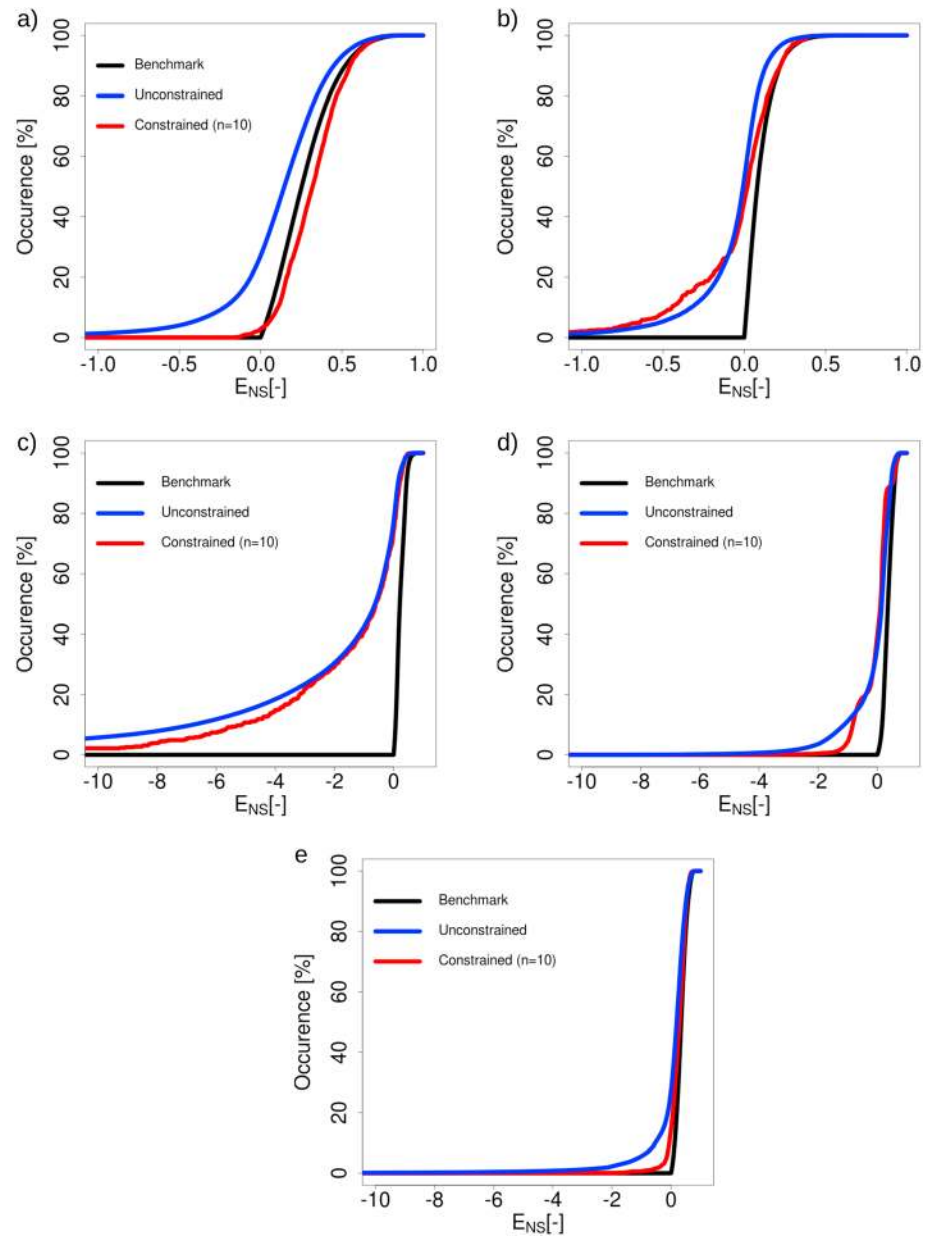 a)
Occurence [%]
100
80
60
40
20
0
Benchmark
Unconstrained
Constrained (n=10)
-1.0 -0.5 0.0 0.5 1.0
ENS[-]
b)
Occurence [%]
100
80
60
40
20
0
-1.0 -0.5 0.0 0.5 1.0
ENS[-]
c)
Occurence [%]
100
80
60
40
20
0
Benchmark
Unconstrained
Constrained (n=10)
-10 -8 -6 -4 -2 0
ENS[-]
d)
Occurence [%]
100
80
60
40
20
0
Benchmark
Unconstrained
Constrained (n=10)
-10 -8 -6 -4 -2 0
ENS[-]
e
Occurence [%]
100
80
60
40
20
0
Benchmark
Unconstrained
Constrained (n=10)
-10 -8 -6 -4 -2 0
ENS[-]